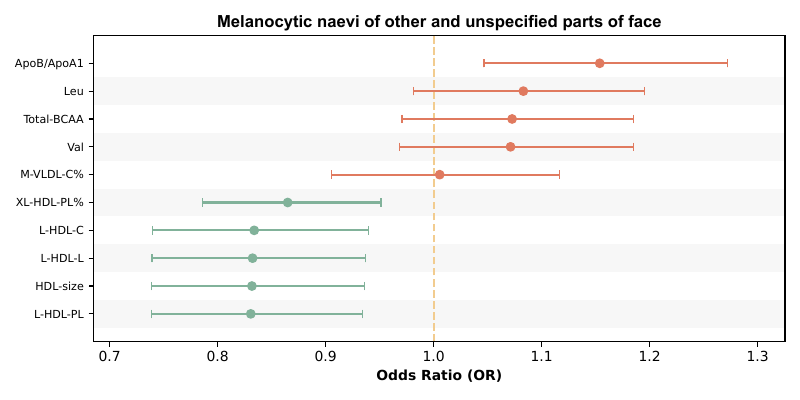 Melanocytic naevi of other and unspecified parts of face
ApoB/ApoA1
Leu
Total-BCAA
Val
M-VLDL-C%
XL-HDL-PL%
L-HDL-C
L-HDL-L
HDL-size
L-HDL-PL
0.7 0.8 0.9 1.0 1.1 1.2 1.3
Odds Ratio (OR)